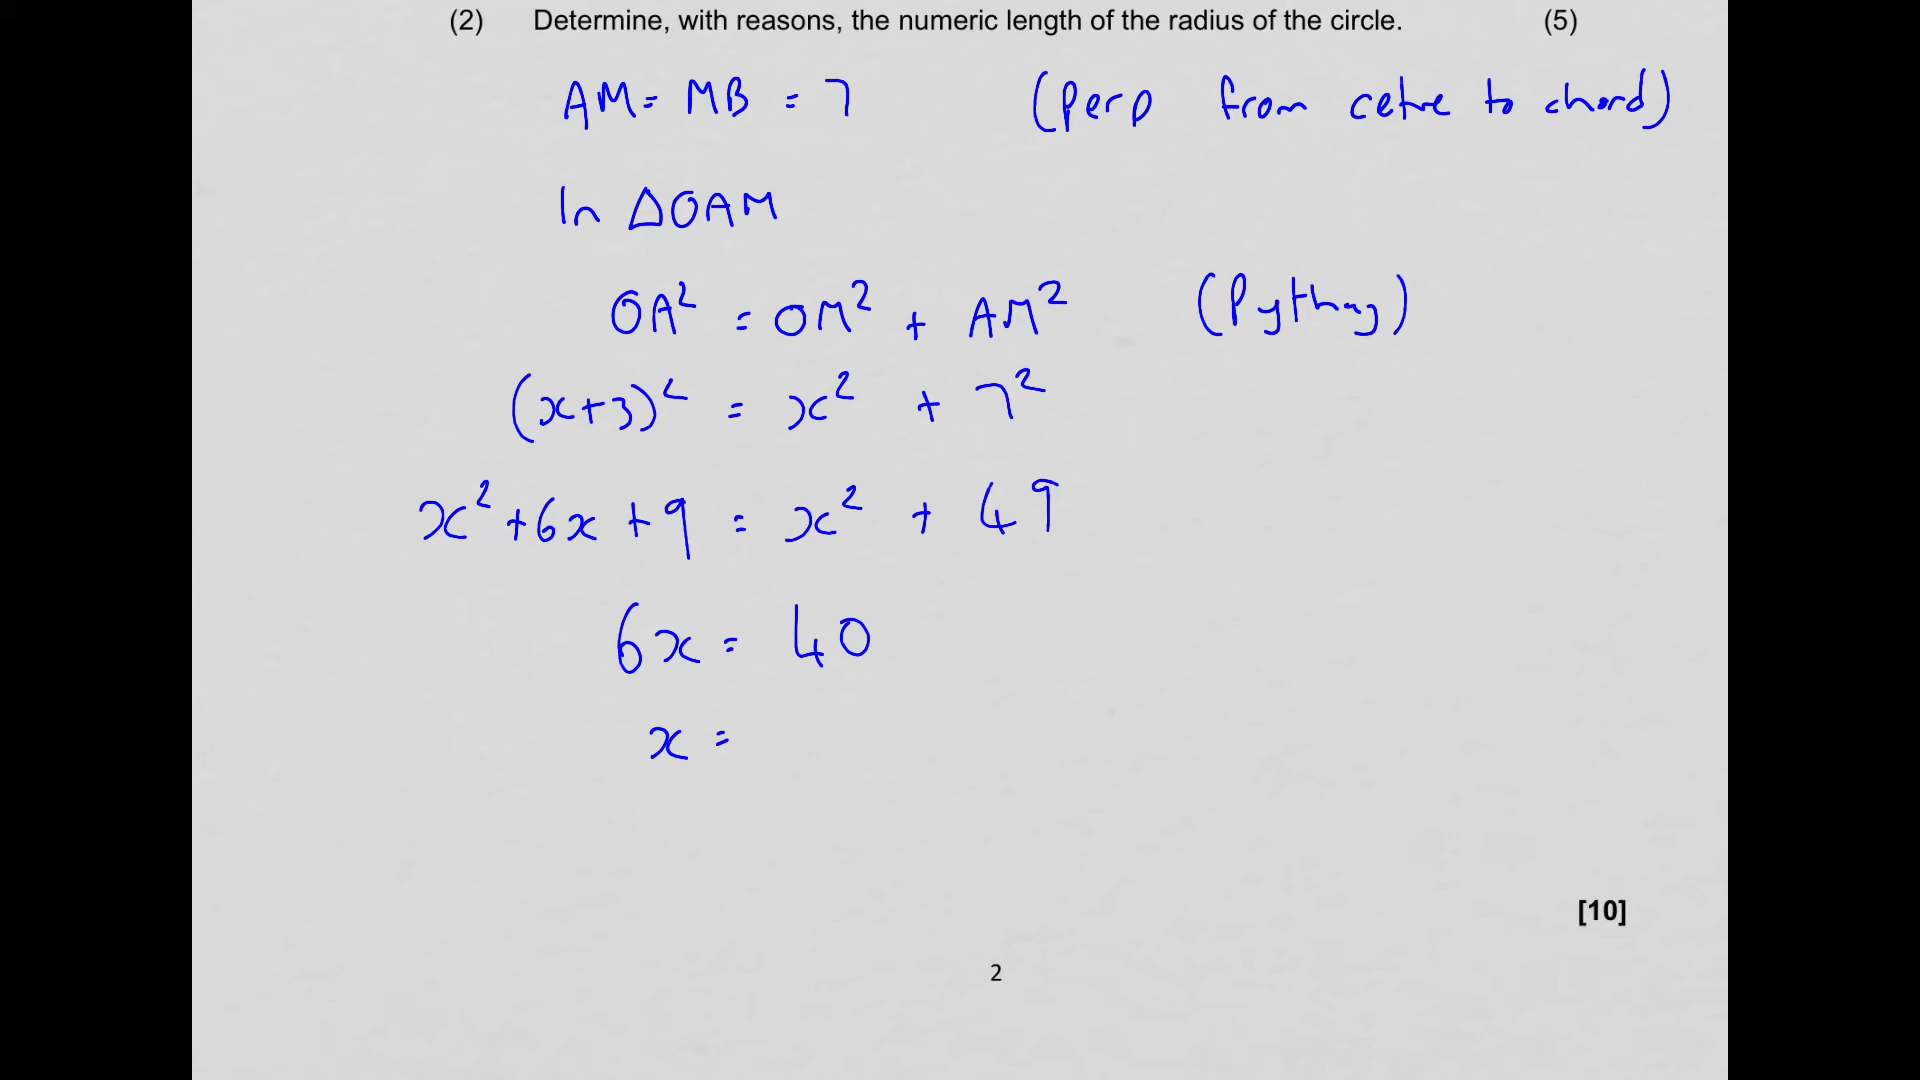 (2) Determine, with reasons, the numeric length of the radius of the circle. (5)
AM = MB = 7 (Perp from cetre to chord)
In △OAM
OA² = OM² + AM² (Pythag)
(x+3)² = x² + 7²
x² + 6x + 9 = x² + 49
6x = 40
x =
[10]
2